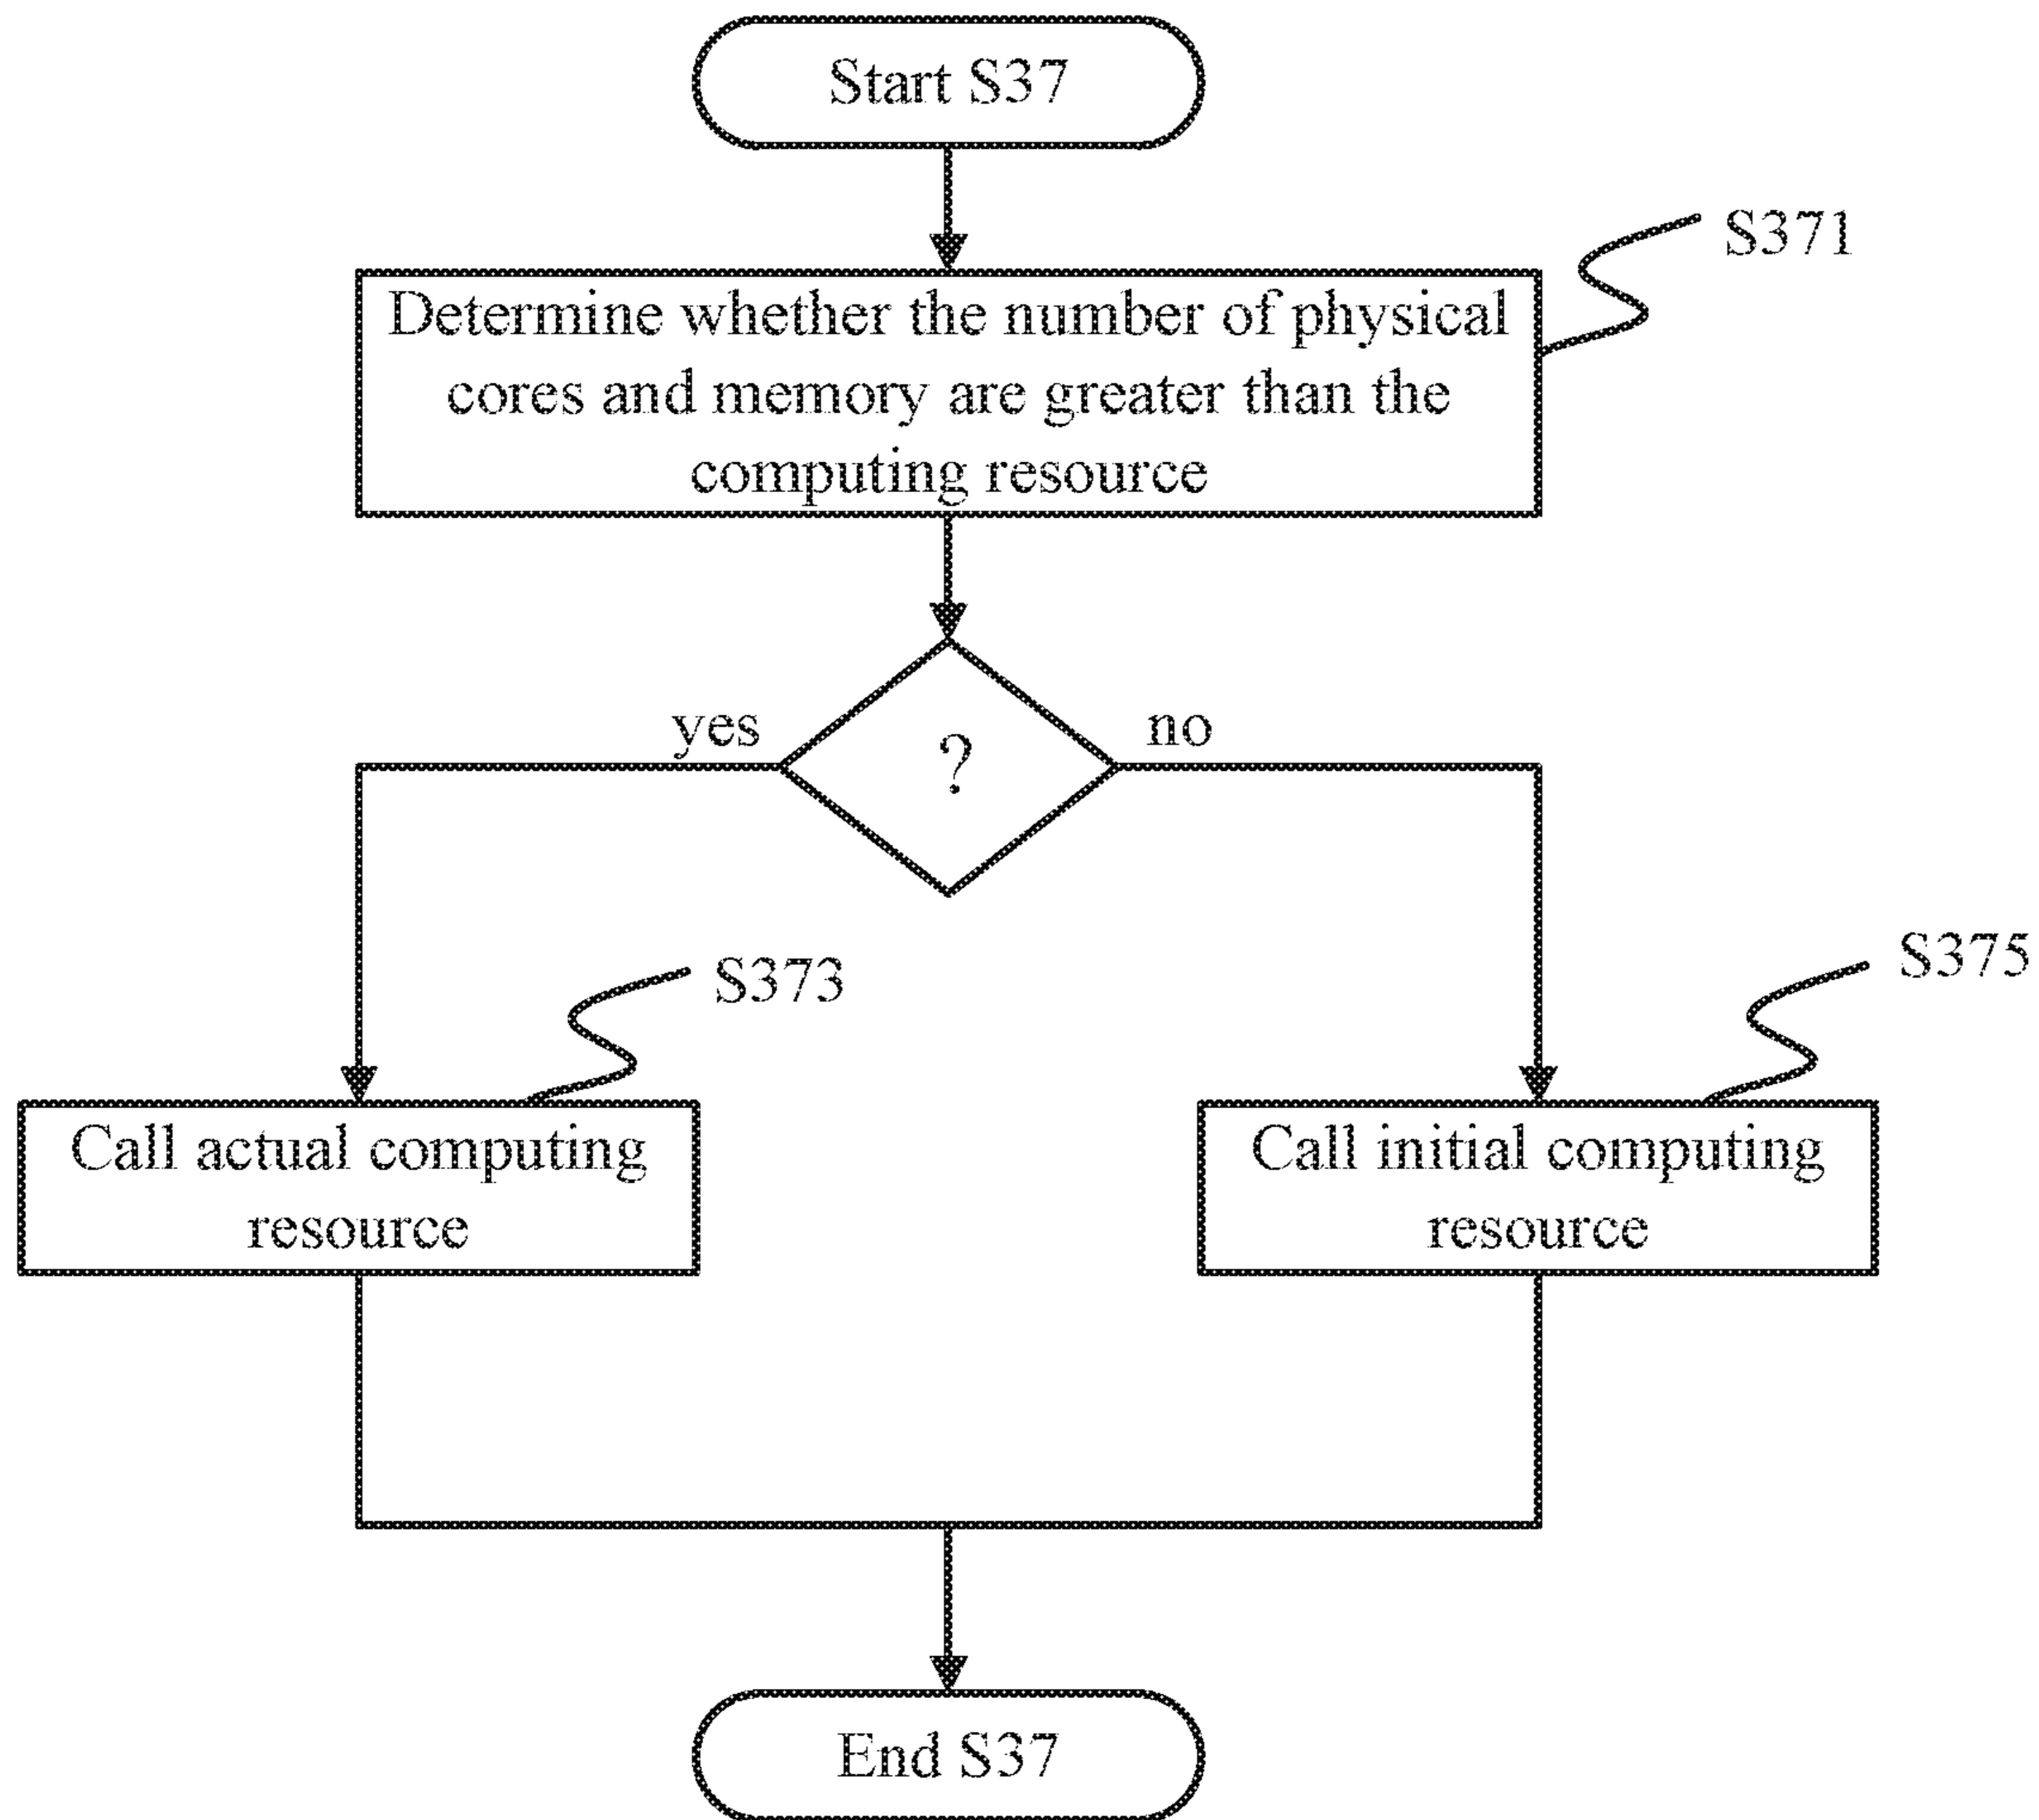 Start S37
S371
Determine whether the number of physical
cores and memory are greater than the
computing resource
yes
?
no
S373
S375
Call actual computing
resource
Call initial computing
resource
End S37